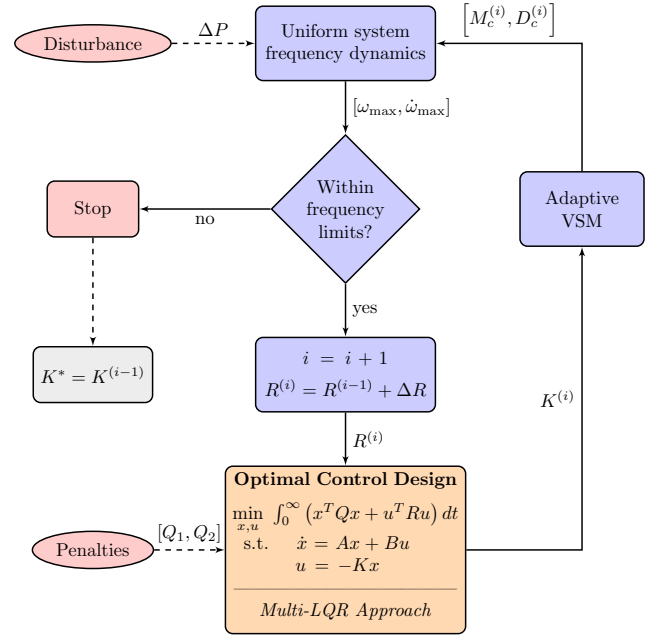 Disturbance
ΔP
Uniform system
frequency dynamics
[M_c^{(i)}, D_c^{(i)}]
[ω_max, ω̇_max]
Within
frequency
limits?
no
Stop
Adaptive
VSM
yes
i = i + 1
R^{(i)} = R^{(i−1)} + ΔR
K* = K^{(i−1)}
K^{(i)}
R^{(i)}
Optimal Control Design
min_{x,u} ∫_0^∞ (x^T Qx + u^T Ru) dt
s.t. ẋ = Ax + Bu
u = −Kx
Multi-LQR Approach
Penalties
[Q_1, Q_2]